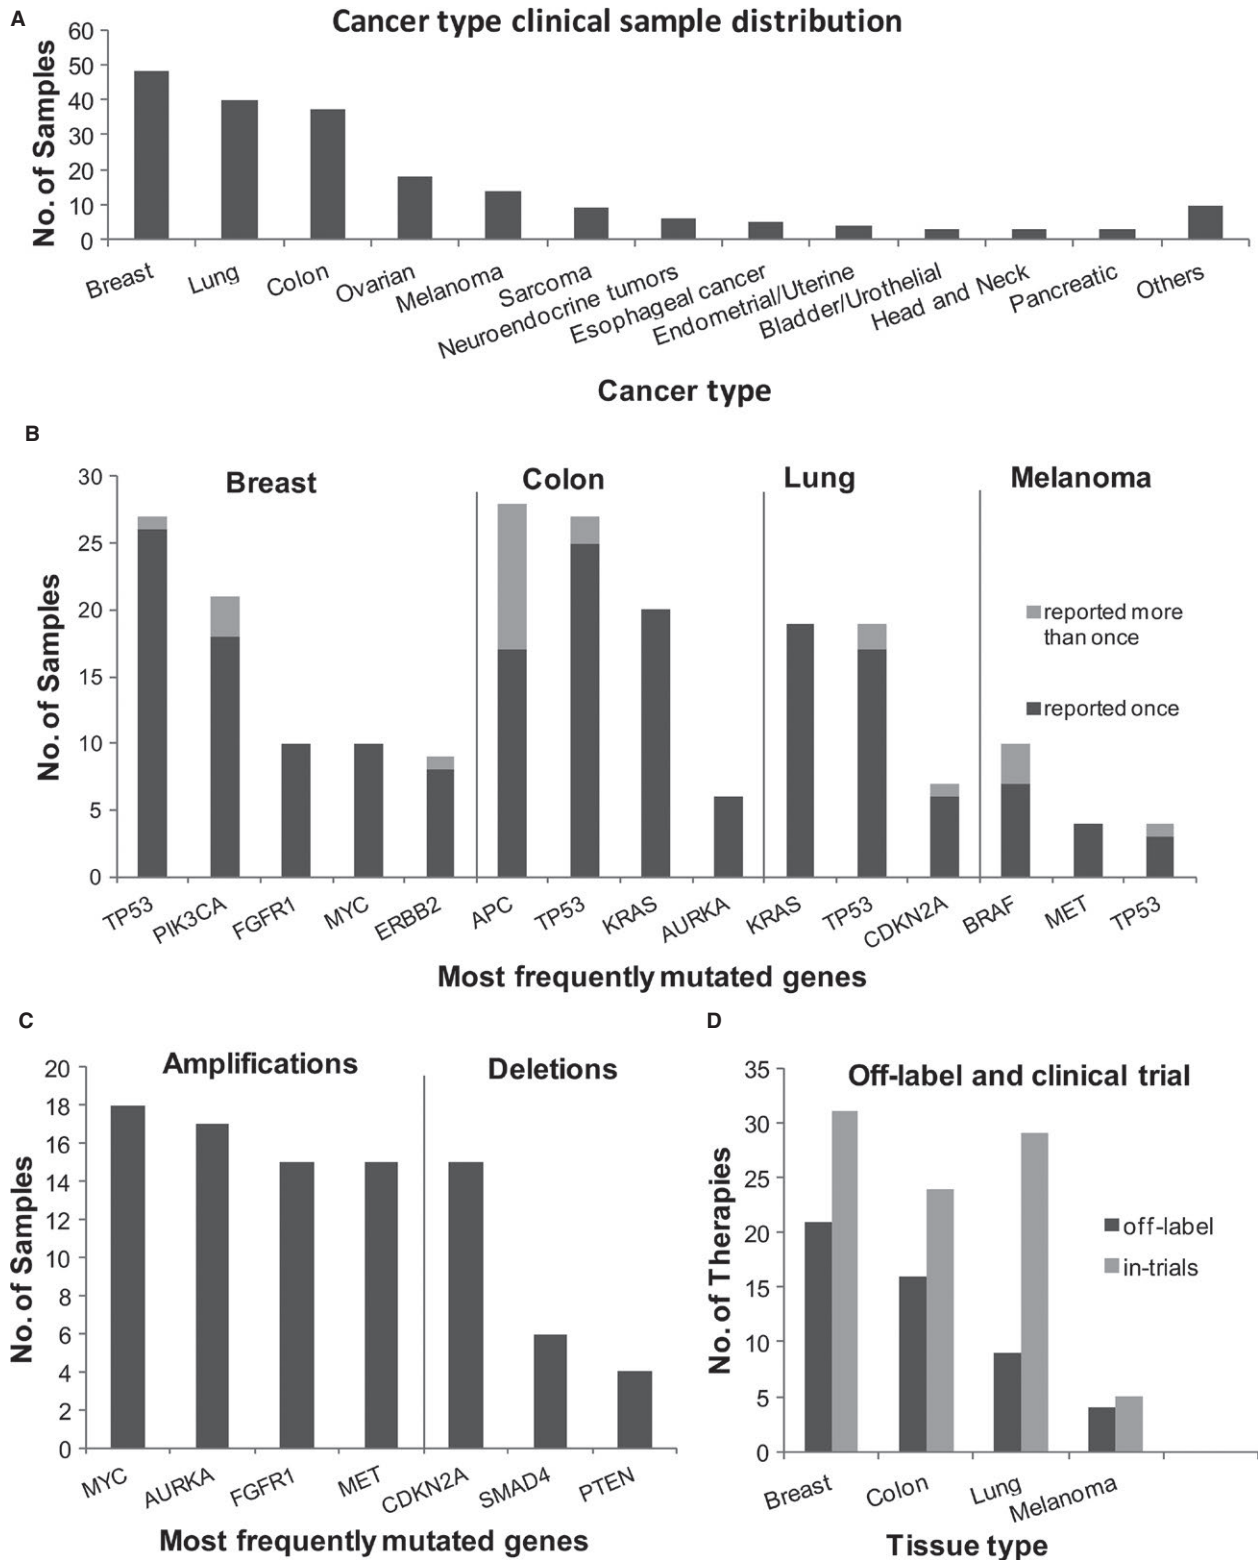 A
Cancer type clinical sample distribution
60
50
40
30
20
10
0
No. of Samples
Breast
Lung
Colon
Ovarian
Melanoma
Sarcoma
Neuroendocrine tumors
Esophageal cancer
Endometrial/Uterine
Bladder/Urothelial
Head and Neck
Pancreatic
Others
Cancer type
B
Breast
Colon
Lung
Melanoma
30
25
20
15
10
5
0
No. of Samples
reported more
than once
reported once
TP53
PIK3CA
FGFR1
MYC
ERBB2
APC
TP53
KRAS
AURKA
KRAS
TP53
CDKN2A
BRAF
MET
TP53
Most frequently mutated genes
C
Amplifications
Deletions
20
18
16
14
12
10
8
6
4
2
0
No. of Samples
MYC
AURKA
FGFR1
MET
CDKN2A
SMAD4
PTEN
Most frequently mutated genes
D
Off-label and clinical trial
35
30
25
20
15
10
5
0
No. of Therapies
off-label
in-trials
Breast
Colon
Lung
Melanoma
Tissue type